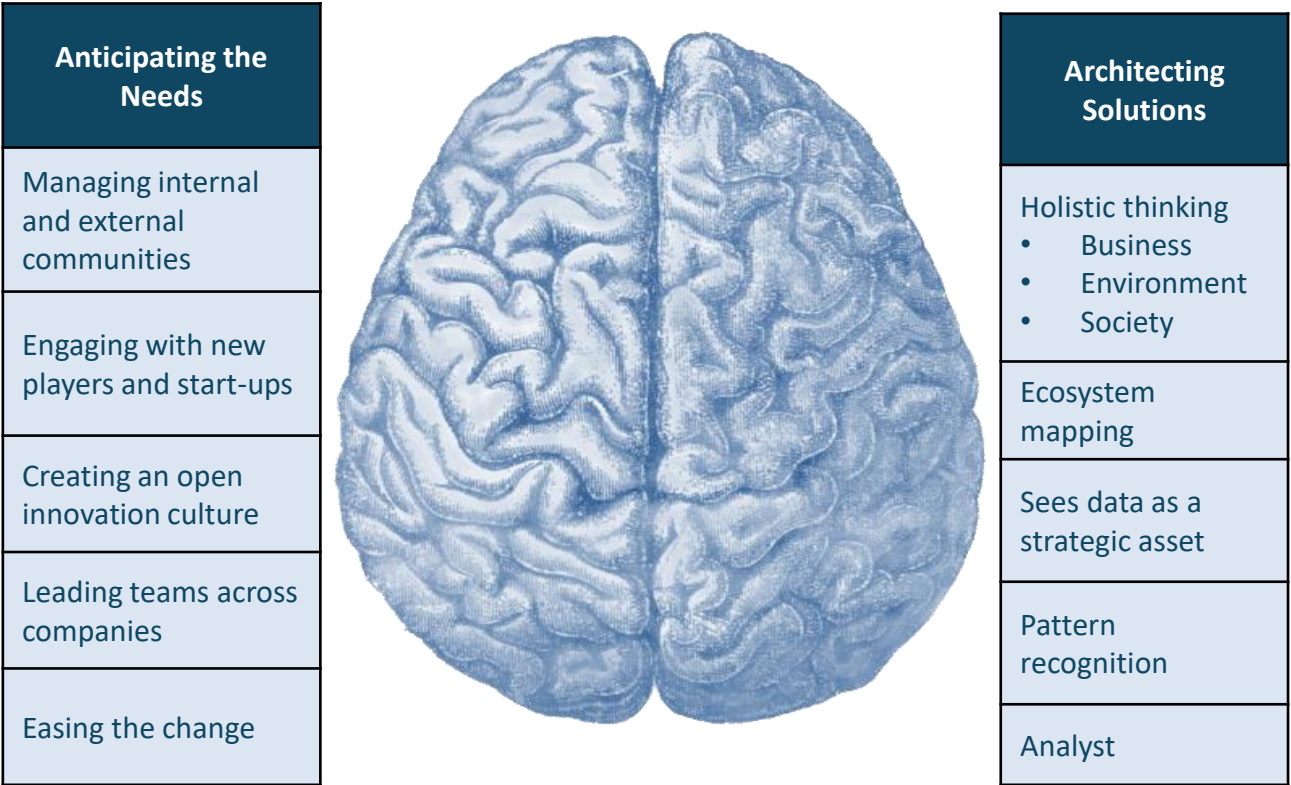 Anticipating the
Needs
Managing internal
and external
communities
Engaging with new
players and start-ups
Creating an open
innovation culture
Leading teams across
companies
Easing the change
Architecting
Solutions
Holistic thinking
• Business
• Environment
• Society
Ecosystem
mapping
Sees data as a
strategic asset
Pattern
recognition
Analyst